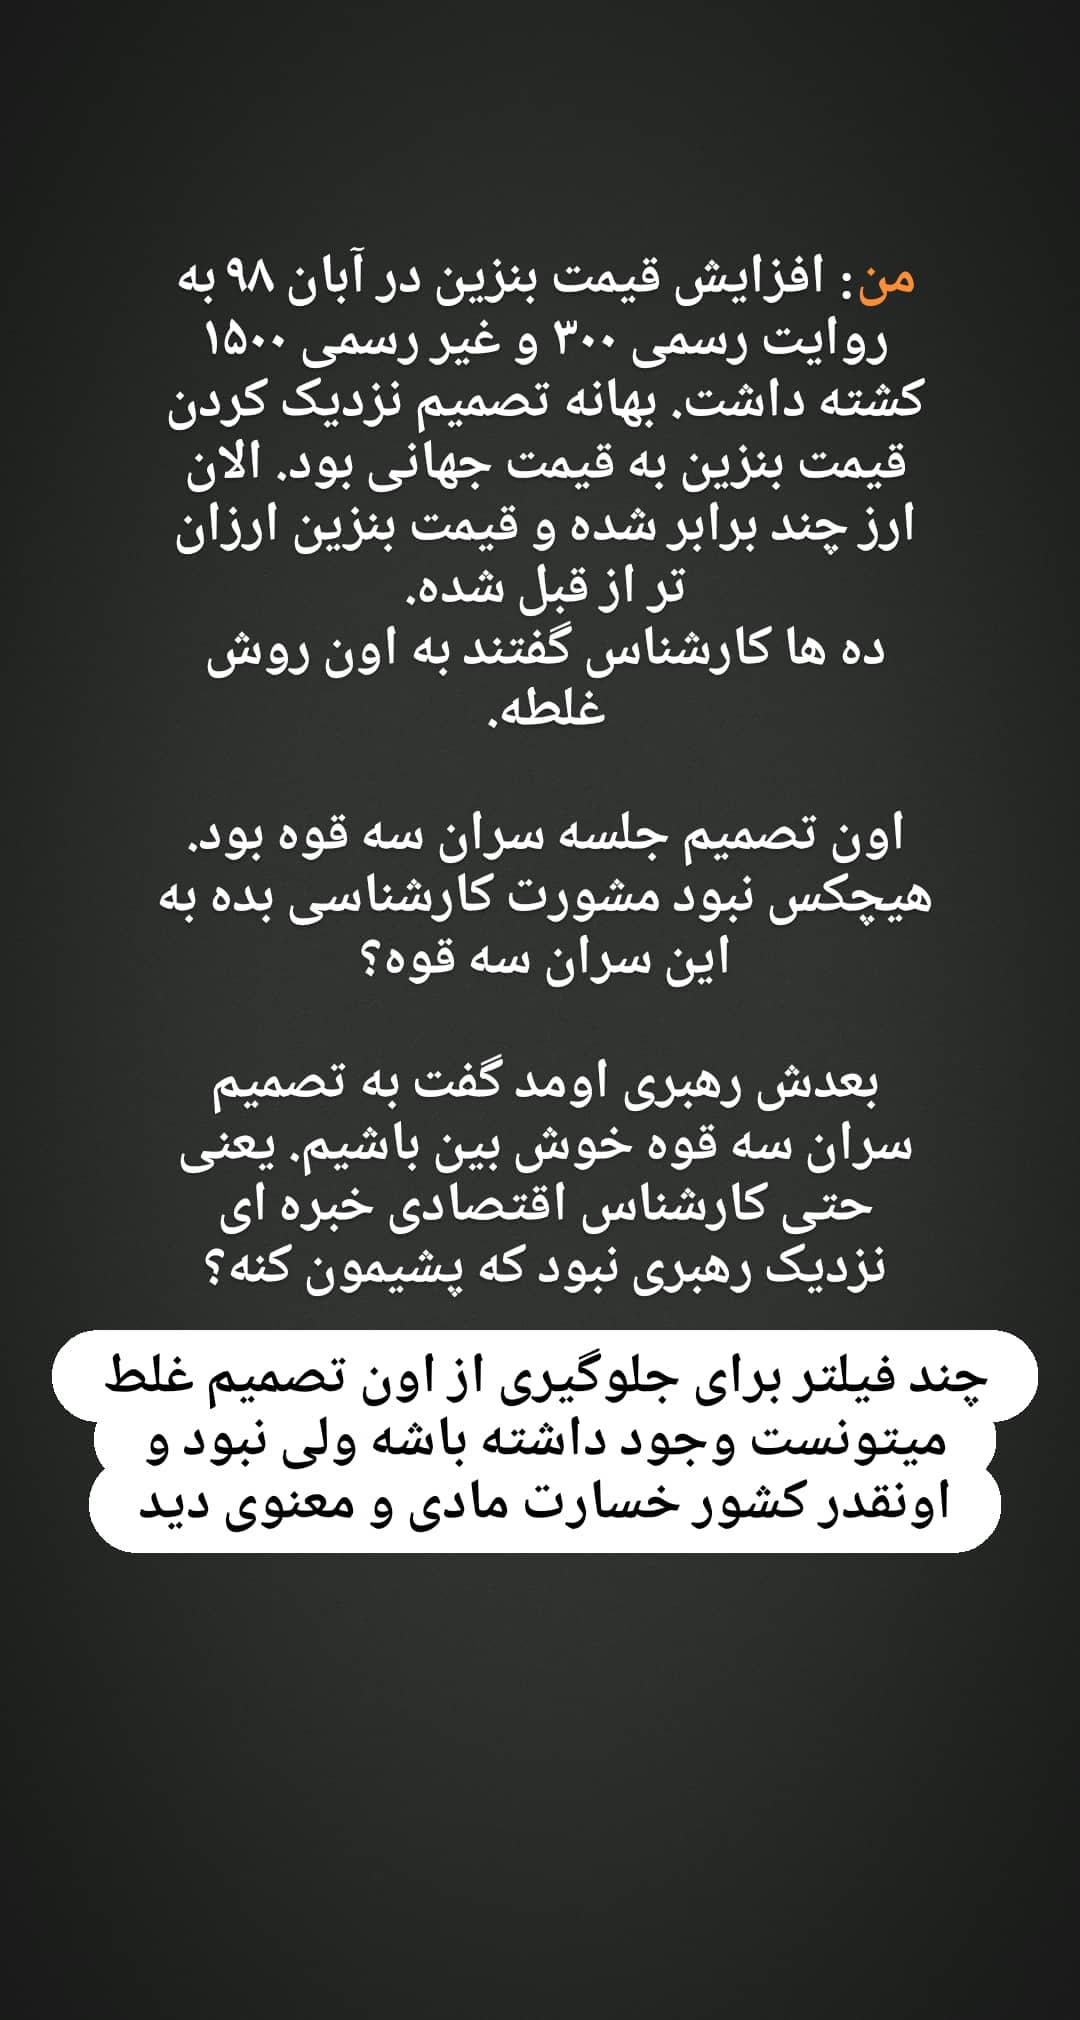 من: افزایش قیمت بنزین در آبان ۹۸ به
روایت رسمی ۳۰۰ و غیر رسمی ۱۵۰۰
کشته داشت. بهانه تصمیم نزدیک کردن
قیمت بنزین به قیمت جهانی بود. الان
ارز چند برابر شده و قیمت بنزین ارزان
تر از قبل شده.
ده ها کارشناس گفتند به اون روش
غلطه.
اون تصمیم جلسه سران سه قوه بود.
هیچکس نبود مشورت کارشناسی بده به
این سران سه قوه؟
بعدش رهبری اومد گفت به تصمیم
سران سه قوه خوش بین باشیم. یعنی
حتی کارشناس اقتصادی خبره ای
نزدیک رهبری نبود که پشیمون کنه؟
چند فیلتر برای جلوگیری از اون تصمیم غلط
میتونست وجود داشته باشه ولی نبود و
اونقدر کشور خسارت مادی و معنوی دید